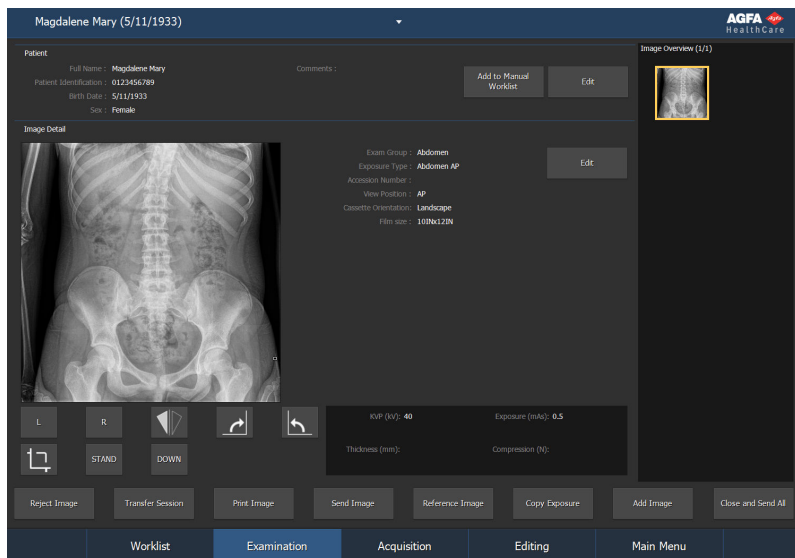 Magdalene Mary (5/11/1933)
AGFA
HealthCare
Patient
Full Name : Magdalene Mary
Comments :
Patient Identification : 0123456789
Birth Date : 5/11/1933
Sex : Female
Add to Manual
Worklist
Edit
Image Overview (1/1)
Image Detail
Exam Group : Abdomen
Exposure Type : Abdomen AP
Accession Number :
View Position : AP
Cassette Orientation: Landscape
Film size : 10INx12IN
Edit
L
R
STAND
DOWN
KVP (kV): 40
Exposure (mAs): 0.5
Thickness (mm):
Compression (N):
Reject Image
Transfer Session
Print Image
Send Image
Reference Image
Copy Exposure
Add Image
Close and Send All
Worklist
Examination
Acquisition
Editing
Main Menu